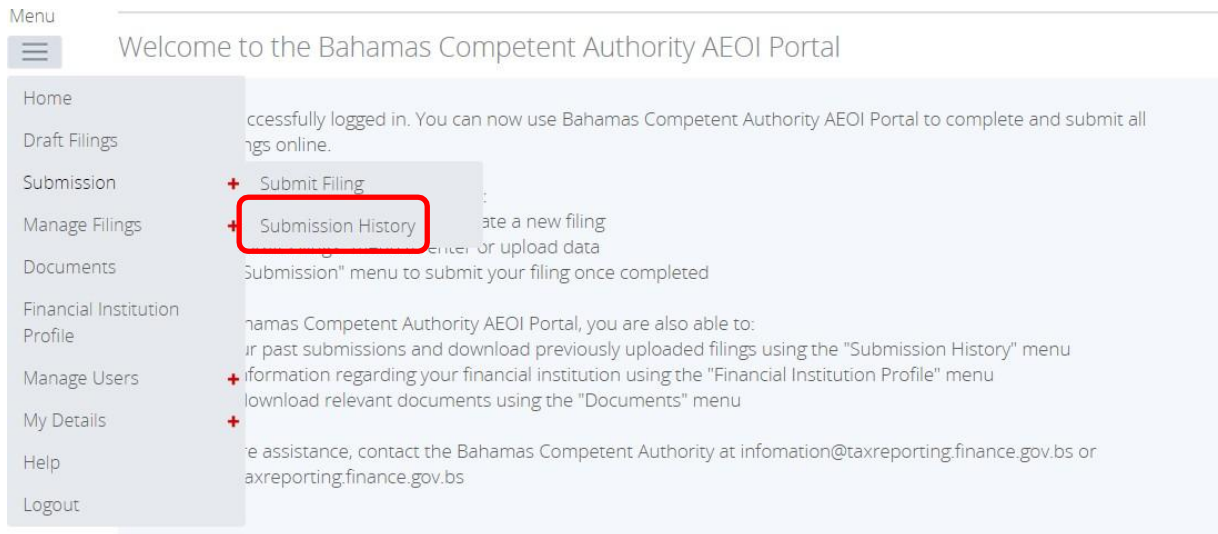 Menu
Welcome to the Bahamas Competent Authority AEOI Portal
Home
Draft Filings
Submission
Manage Filings
Documents
Financial Institution
Profile
Manage Users
My Details
Help
Logout
Submit Filing
Submission History
ccessfully logged in. You can now use Bahamas Competent Authority AEOI Portal to complete and submit all
ngs online.
:
ate a new filing
enter or upload data
Submission" menu to submit your filing once completed
hamas Competent Authority AEOI Portal, you are also able to:
ur past submissions and download previously uploaded filings using the "Submission History" menu
nformation regarding your financial institution using the "Financial Institution Profile" menu
download relevant documents using the "Documents" menu
re assistance, contact the Bahamas Competent Authority at infomation@taxreporting.finance.gov.bs or
axreporting.finance.gov.bs